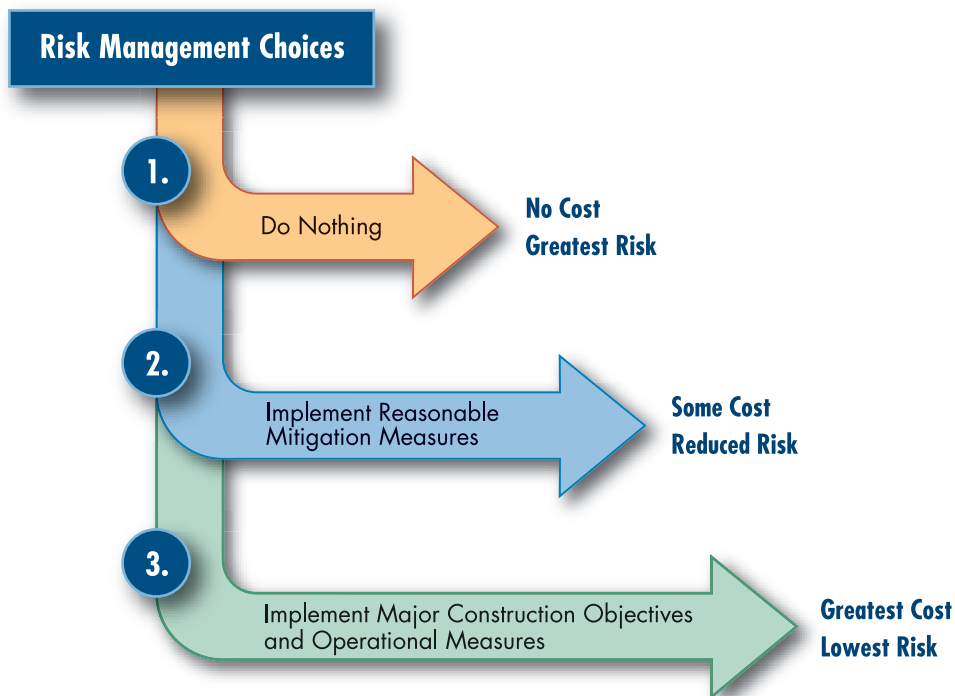 Risk Management Choices
1.
Do Nothing
No Cost
Greatest Risk
2.
Implement Reasonable
Mitigation Measures
Some Cost
Reduced Risk
3.
Implement Major Construction Objectives
and Operational Measures
Greatest Cost
Lowest Risk